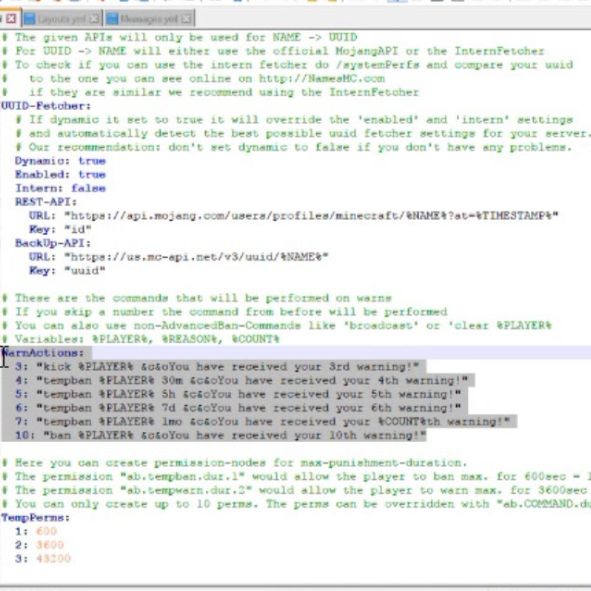 Layouts.yml
Messages.yml
# The given APIs will only be used for NAME -> UUID
# For UUID -> NAME will either use the official MojangAPI or the InternFetcher
# To check if you can use the intern fetcher do /systemPrefs and compare your uuid
# to the one you can see online on http://NamesMC.com
# if they are similar we recommend using the InternFetcher
UUID-Fetcher:
# If dynamic it set to true it will override the 'enabled' and 'intern' settings
# and automatically detect the best possible uuid fetcher settings for your server.
# Our recommendation: don't set dynamic to false if you don't have any problems.
Dynamic: true
Enabled: true
Intern: false
REST-API:
URL: "https://api.mojang.com/users/profiles/minecraft/%NAME%?at=%TIMESTAMP%"
Key: "id"
BackUp-API:
URL: "https://us.mc-api.net/v3/uuid/%NAME%"
Key: "uuid"
# These are the commands that will be performed on warns
# If you skip a number the command from before will be performed
# You can also use non-AdvancedBan-Commands like 'broadcast' or 'clear %PLAYER%
# Variables: %PLAYER%, %REASON%, %COUNT%
WarnActions:
3: "kick %PLAYER% &c&oYou have received your 3rd warning!"
4: "tempban %PLAYER% 30m &c&oYou have received your 4th warning!"
5: "tempban %PLAYER% 5h &c&oYou have received your 5th warning!"
6: "tempban %PLAYER% 7d &c&oYou have received your 6th warning!"
7: "tempban %PLAYER% 1mo &c&oYou have received your %COUNT%th warning!"
10: "ban %PLAYER% &c&oYou have received your 10th warning!"
# Here you can create permission-nodes for max-punishment-duration.
# The permission "ab.tempban.dur.1" would allow the player to ban max. for 600sec = 1
# The permission "ab.tempwarn.dur.2" would allow the player to warn max. for 3600sec
# You can only create up to 10 perms. The perms can be overridden with "ab.COMMAND.du
TempPerms:
1: 600
2: 3600
3: 43200